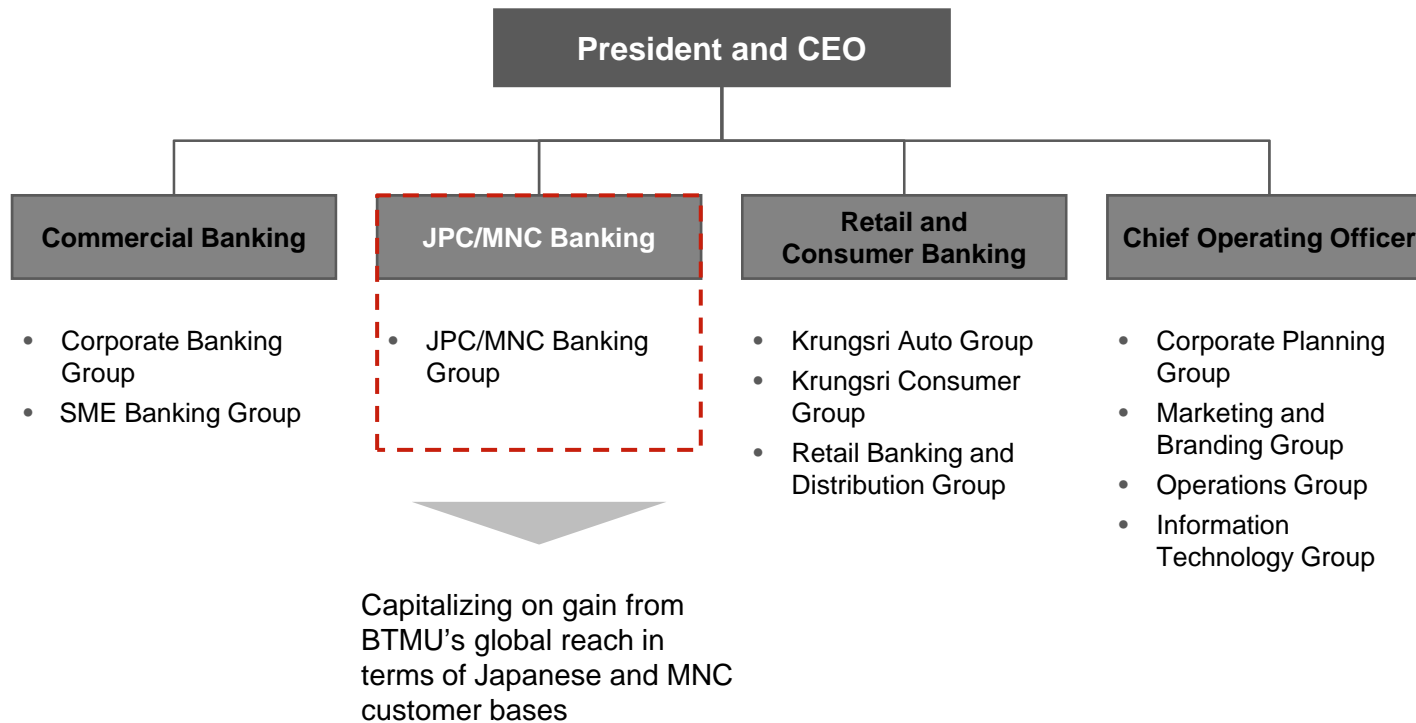 President and CEO
Commercial Banking
• Corporate Banking
Group
• SME Banking Group
JPC/MNC Banking
• JPC/MNC Banking
Group
Capitalizing on gain from
BTMU's global reach in
terms of Japanese and MNC
customer bases
Retail and
Consumer Banking
• Krungsri Auto Group
• Krungsri Consumer
Group
• Retail Banking and
Distribution Group
Chief Operating Officer
• Corporate Planning
Group
• Marketing and
Branding Group
• Operations Group
• Information
Technology Group